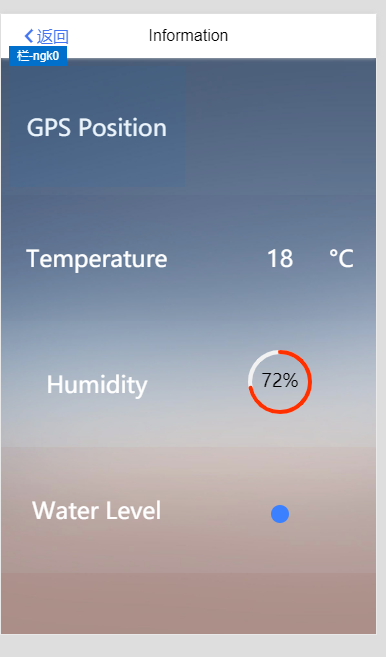 返回 Information
栏-ngk0
GPS Position
Temperature 18 °C
Humidity 72%
Water Level